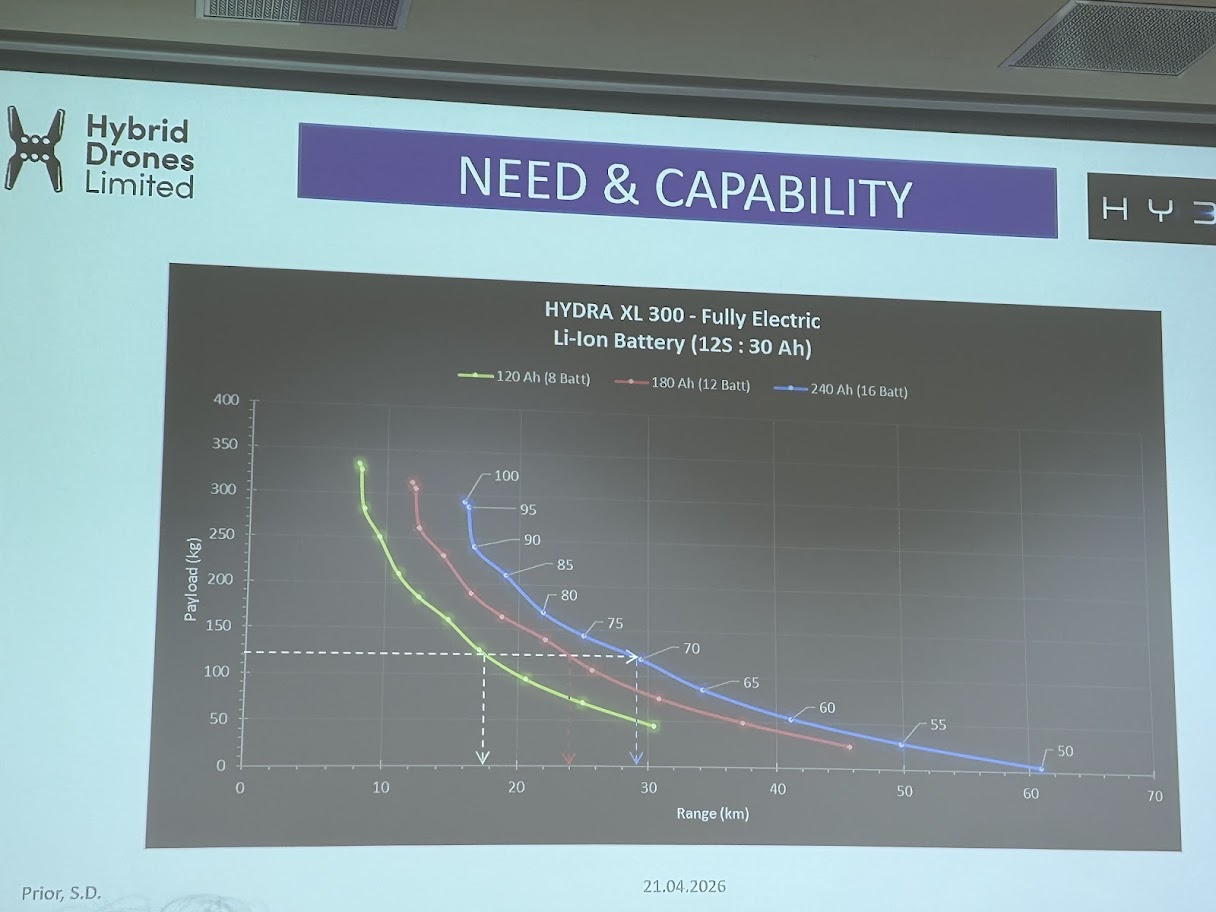 Hybrid
Drones
Limited
NEED & CAPABILITY
HY
HYDRA XL 300 - Fully Electric
Li-Ion Battery (12S : 30 Ah)
120 Ah (8 Batt)
180 Ah (12 Batt)
240 Ah (16 Batt)
400
350
300
250
200
150
100
50
0
Payload (kg)
100
95
90
85
80
75
70
65
60
55
50
0
10
20
30
40
50
60
70
Range (km)
Prior, S.D.
21.04.2026